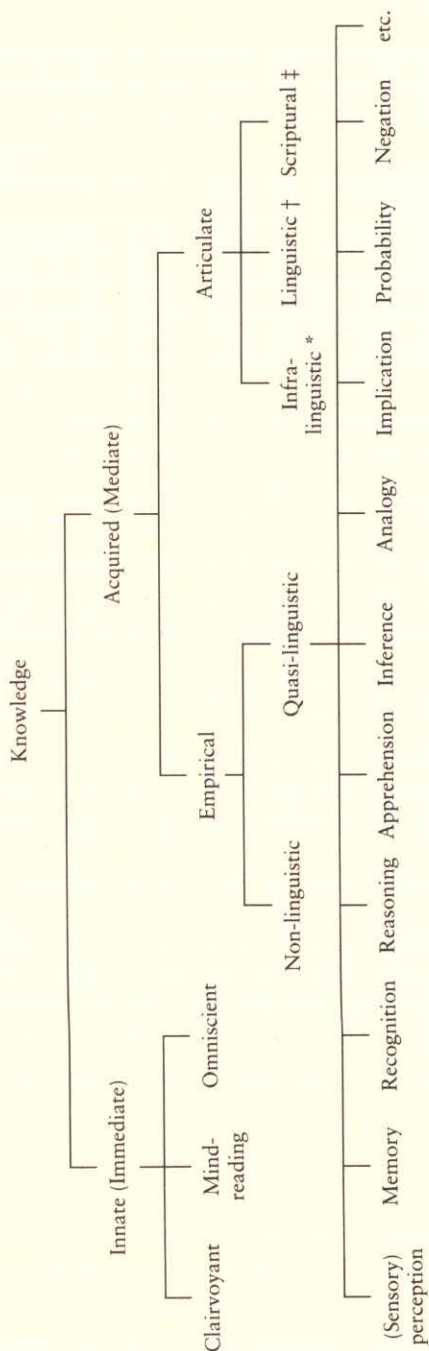 Knowledge
Innate (Immediate)
Acquired (Mediate)
Clairvoyant
Mind-
reading
Omniscient
Empirical
Articulate
Non-linguistic
Quasi-linguistic
Infra-
linguistic *
Linguistic †
Scriptural ‡
(Sensory)
perception
Memory
Recognition
Reasoning
Apprehension
Inference
Analogy
Implication
Probability
Negation
etc.